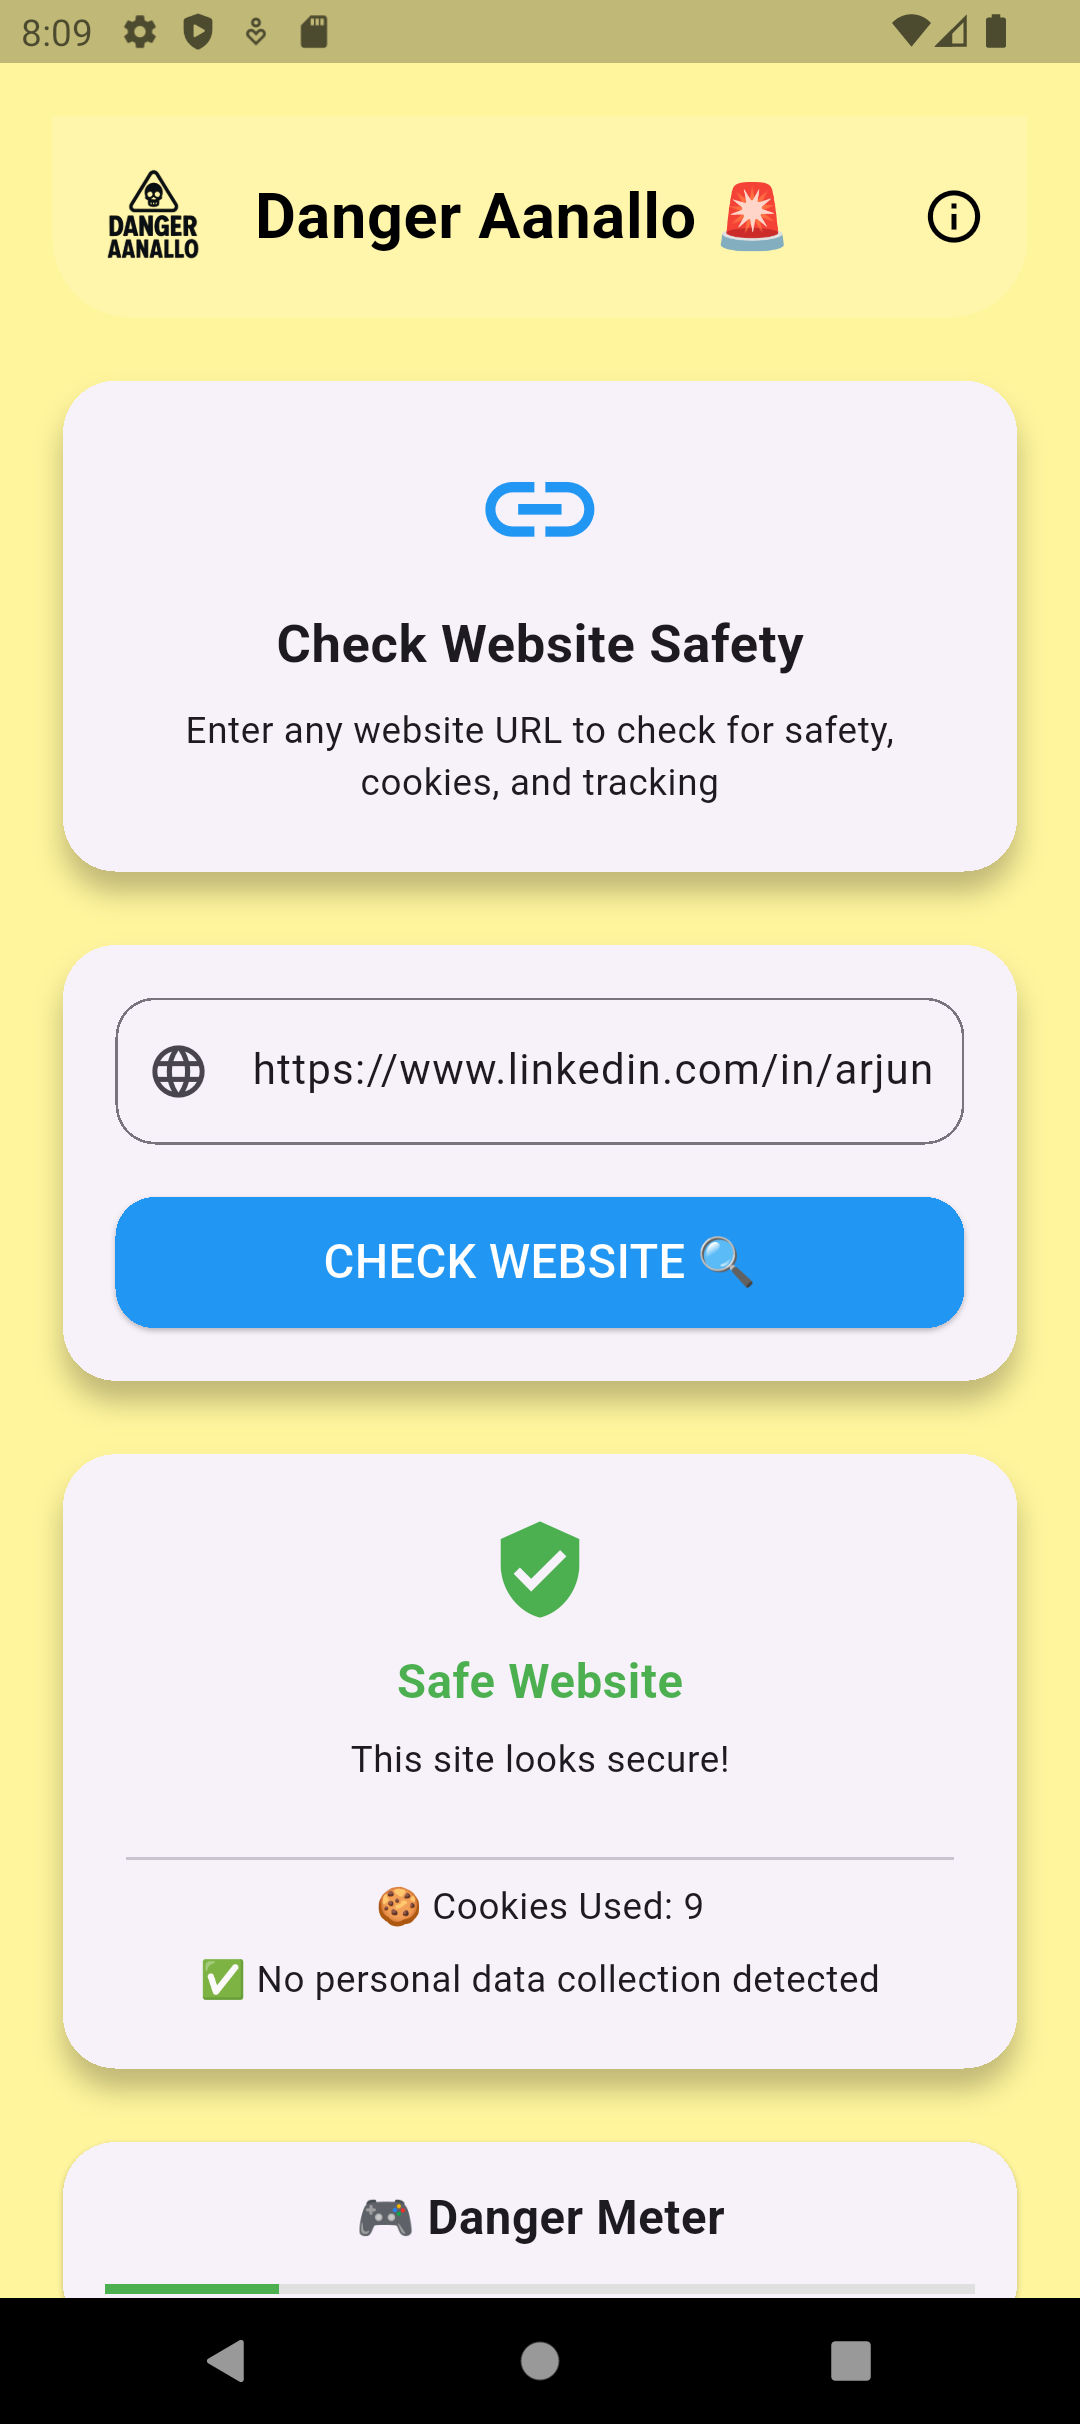 8:09
DANGER
AANALLO
Danger Aanallo 🚨
Check Website Safety
Enter any website URL to check for safety,
cookies, and tracking
https://www.linkedin.com/in/arjun
CHECK WEBSITE 🔍
Safe Website
This site looks secure!
🍪 Cookies Used: 9
✅ No personal data collection detected
🎮 Danger Meter